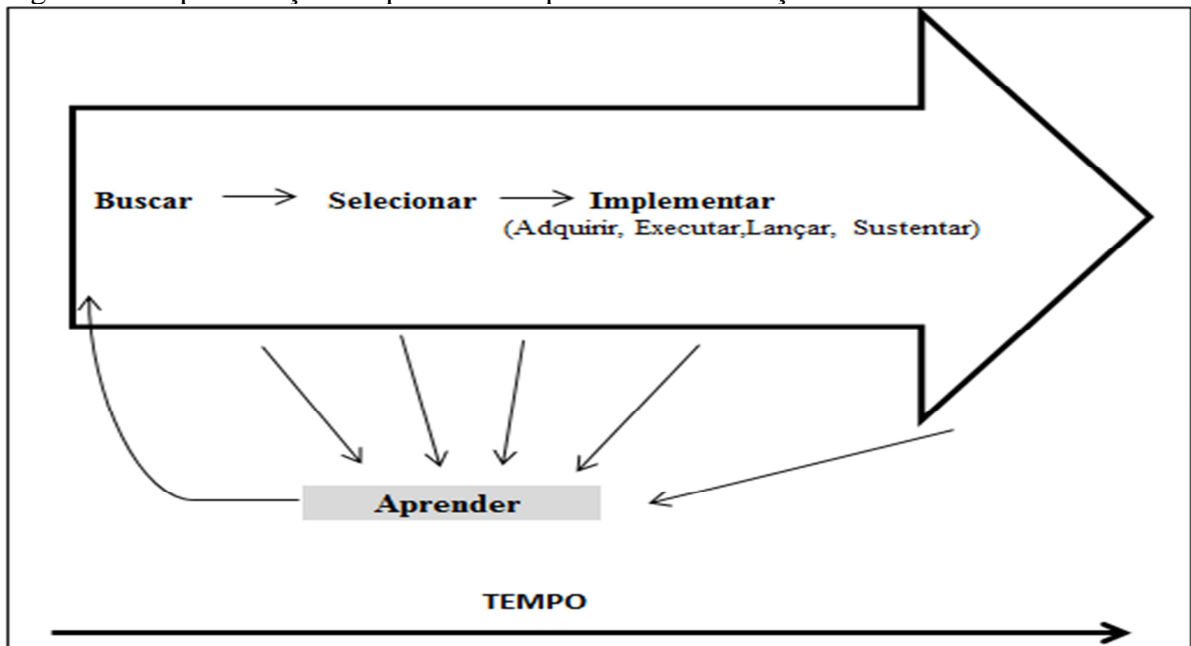 Buscar Selecionar Implementar
(Adquirir, Executar,Lançar, Sustentar)
Aprender
TEMPO